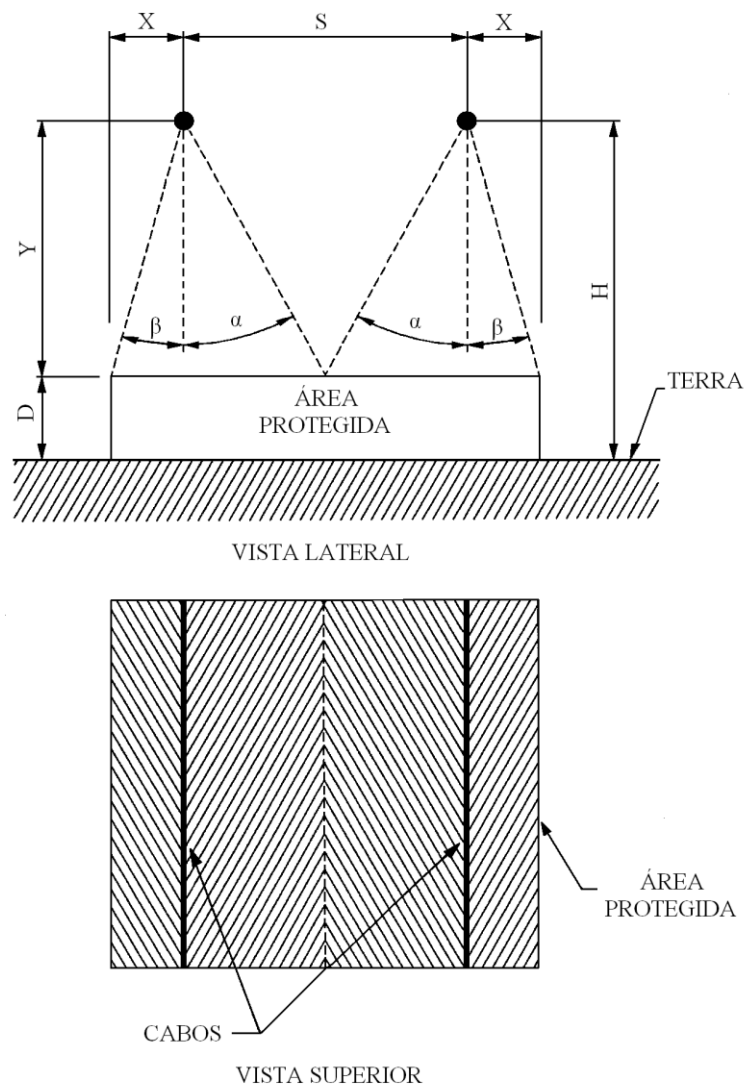 X
S
X
Y
H
β
α
α
β
D
ÁREA
PROTEGIDA
TERRA
VISTA LATERAL
ÁREA
PROTEGIDA
CABOS
VISTA SUPERIOR